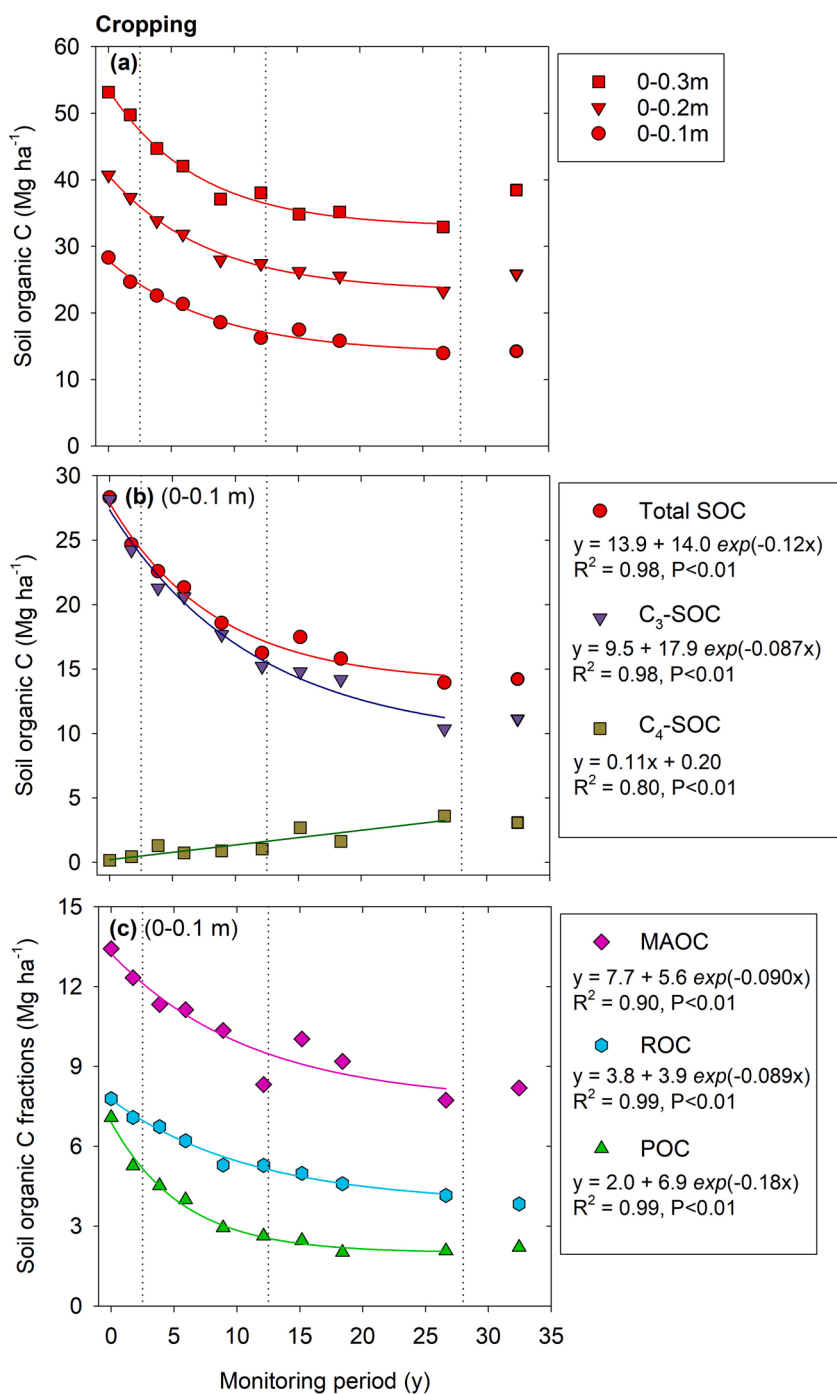 Cropping
(a)
60
50
40
30
20
10
0
Soil organic C (Mg ha⁻¹)
0-0.3m
0-0.2m
0-0.1m
(b) (0-0.1 m)
30
25
20
15
10
5
0
Soil organic C (Mg ha⁻¹)
Total SOC
y = 13.9 + 14.0 exp(-0.12x)
R² = 0.98, P<0.01
C₃-SOC
y = 9.5 + 17.9 exp(-0.087x)
R² = 0.98, P<0.01
C₄-SOC
y = 0.11x + 0.20
R² = 0.80, P<0.01
(c) (0-0.1 m)
15
12
9
6
3
0
Soil organic C fractions (Mg ha⁻¹)
0 5 10 15 20 25 30 35
Monitoring period (y)
MAOC
y = 7.7 + 5.6 exp(-0.090x)
R² = 0.90, P<0.01
ROC
y = 3.8 + 3.9 exp(-0.089x)
R² = 0.99, P<0.01
POC
y = 2.0 + 6.9 exp(-0.18x)
R² = 0.99, P<0.01